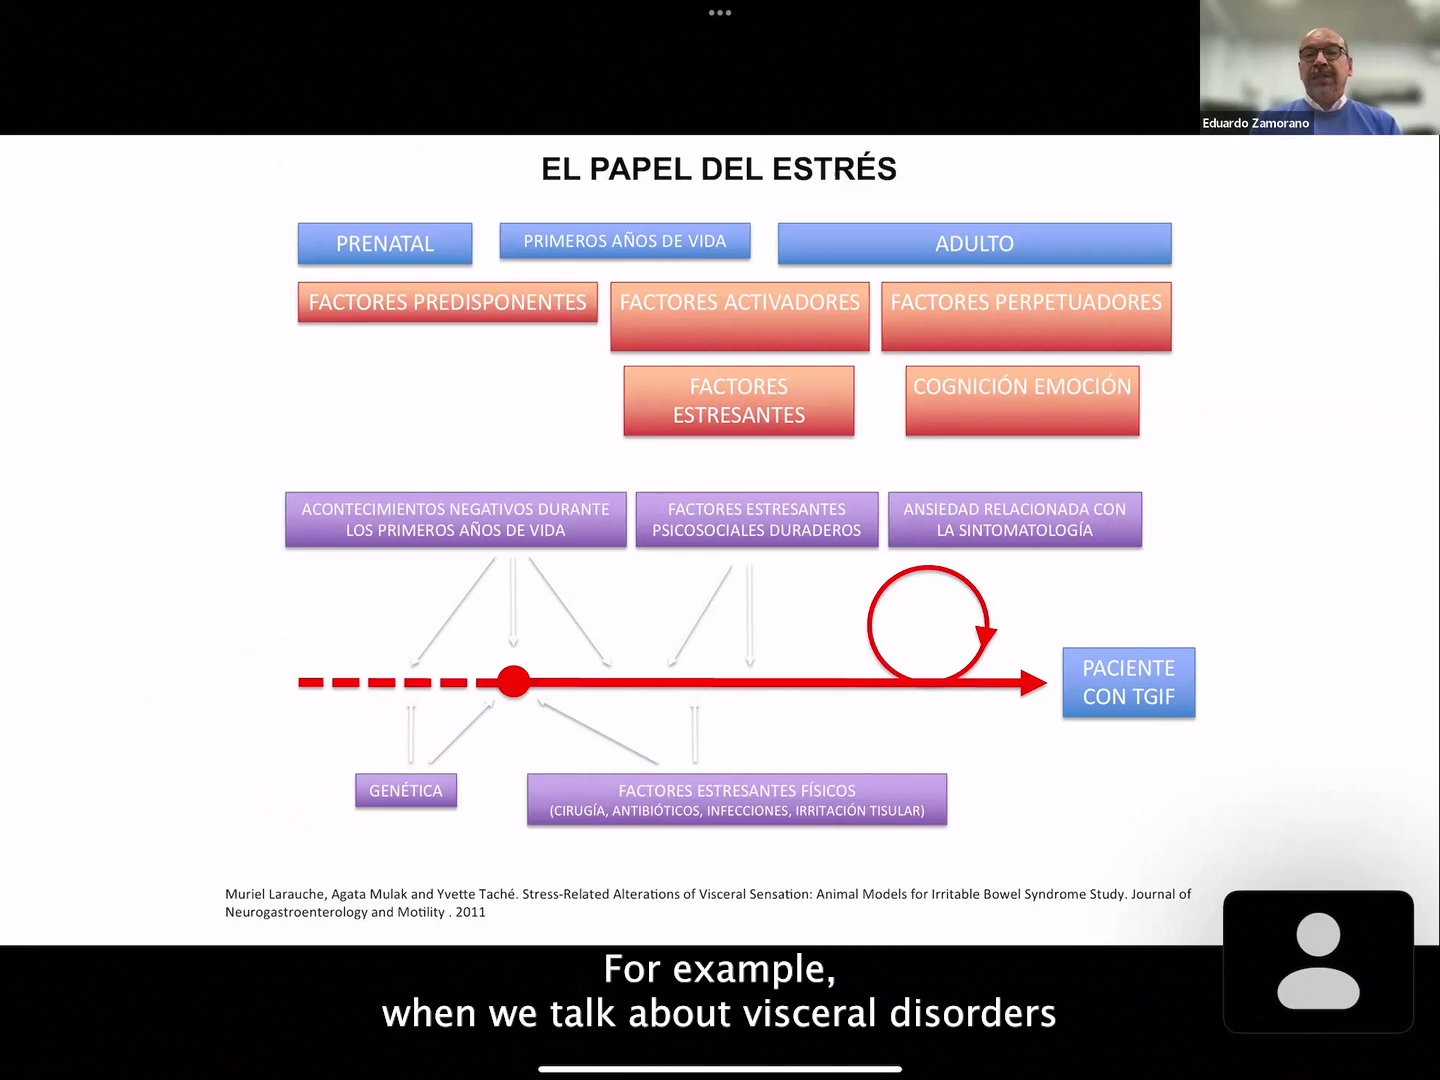 Eduardo Zamorano
EL PAPEL DEL ESTRÉS
PRENATAL
PRIMEROS AÑOS DE VIDA
ADULTO
FACTORES PREDISPONENTES
FACTORES ACTIVADORES
FACTORES PERPETUADORES
FACTORES
ESTRESANTES
COGNICIÓN EMOCIÓN
ACONTECIMIENTOS NEGATIVOS DURANTE
LOS PRIMEROS AÑOS DE VIDA
FACTORES ESTRESANTES
PSICOSOCIALES DURADEROS
ANSIEDAD RELACIONADA CON
LA SINTOMATOLOGÍA
PACIENTE
CON TGIF
GENÉTICA
FACTORES ESTRESANTES FÍSICOS
(CIRUGÍA, ANTIBIÓTICOS, INFECCIONES, IRRITACIÓN TISULAR)
Muriel Larauche, Agata Mulak and Yvette Taché. Stress-Related Alterations of Visceral Sensation: Animal Models for Irritable Bowel Syndrome Study. Journal of
Neurogastroenterology and Motility . 2011
For example,
when we talk about visceral disorders